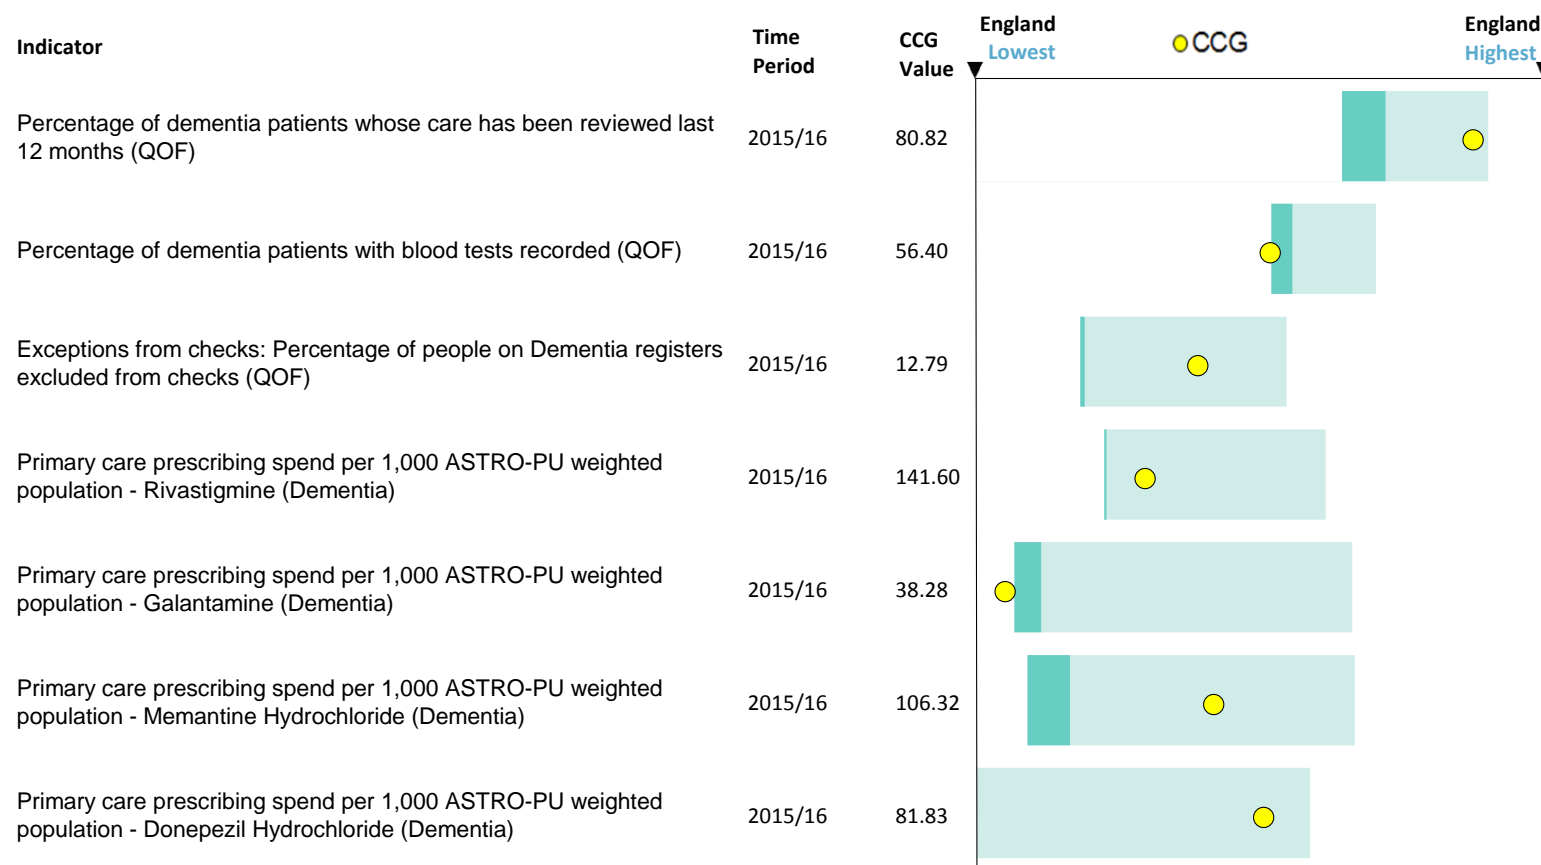 Indicator
Time
Period
CCG
Value
England
Lowest
CCG
England
Highest
Percentage of dementia patients whose care has been reviewed last
12 months (QOF)
2015/16
80.82
Percentage of dementia patients with blood tests recorded (QOF)
2015/16
56.40
Exceptions from checks: Percentage of people on Dementia registers
excluded from checks (QOF)
2015/16
12.79
Primary care prescribing spend per 1,000 ASTRO-PU weighted
population - Rivastigmine (Dementia)
2015/16
141.60
Primary care prescribing spend per 1,000 ASTRO-PU weighted
population - Galantamine (Dementia)
2015/16
38.28
Primary care prescribing spend per 1,000 ASTRO-PU weighted
population - Memantine Hydrochloride (Dementia)
2015/16
106.32
Primary care prescribing spend per 1,000 ASTRO-PU weighted
population - Donepezil Hydrochloride (Dementia)
2015/16
81.83